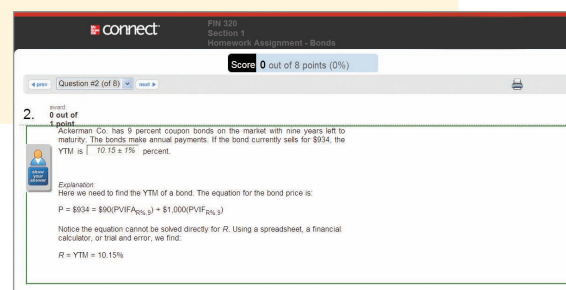 connect
FIN 320
Section 1
Homework Assignment - Bonds
Score 0 out of 8 points (0%)
prev Question #2 (of 8) next
2. award
0 out of
1 point
Ackerman Co. has 9 percent coupon bonds on the market with nine years left to
maturity. The bonds make annual payments. If the bond currently sells for $934, the
YTM is 10.15 ± 1% percent.
show
your
answer
Explanation:
Here we need to find the YTM of a bond. The equation for the bond price is:
P = $934 = $90(PVIFA R%,9) + $1,000(PVIF R%,9)
Notice the equation cannot be solved directly for R. Using a spreadsheet, a financial
calculator, or trial and error, we find:
R = YTM = 10.15%